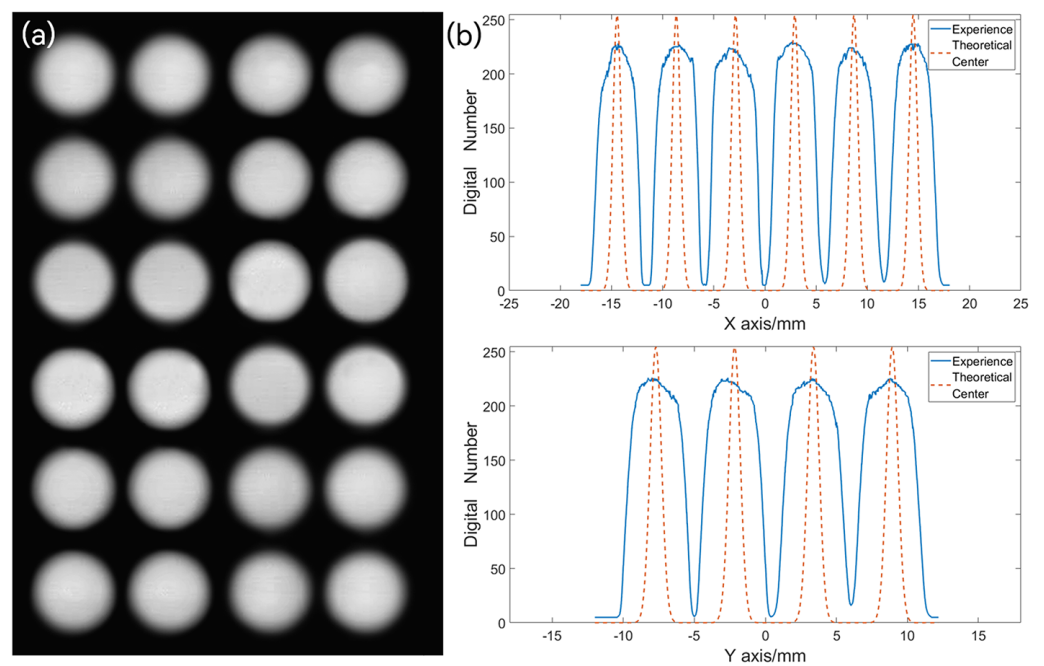 (a)
(b)
250
200
150
100
50
0
Digital Number
-25 -20 -15 -10 -5 0 5 10 15 20 25
X axis/mm
Experience
Theoretical
Center
250
200
150
100
50
0
Digital Number
-15 -10 -5 0 5 10 15
Y axis/mm
Experience
Theoretical
Center